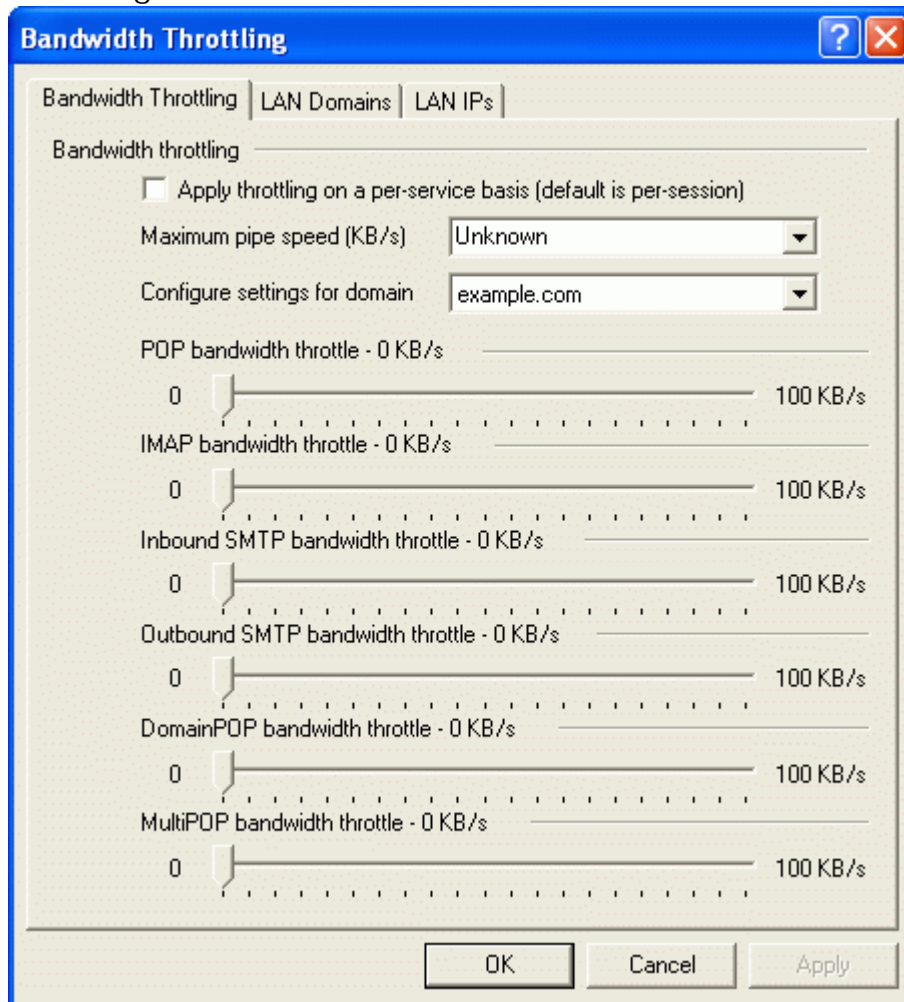 Bandwidth Throttling
Bandwidth Throttling LAN Domains LAN IPs
Bandwidth throttling
Apply throttling on a per-service basis (default is per-session)
Maximum pipe speed (KB/s) Unknown
Configure settings for domain example.com
POP bandwidth throttle - 0 KB/s
0 100 KB/s
IMAP bandwidth throttle - 0 KB/s
0 100 KB/s
Inbound SMTP bandwidth throttle - 0 KB/s
0 100 KB/s
Outbound SMTP bandwidth throttle - 0 KB/s
0 100 KB/s
DomainPOP bandwidth throttle - 0 KB/s
0 100 KB/s
MultiPOP bandwidth throttle - 0 KB/s
0 100 KB/s
OK Cancel Apply